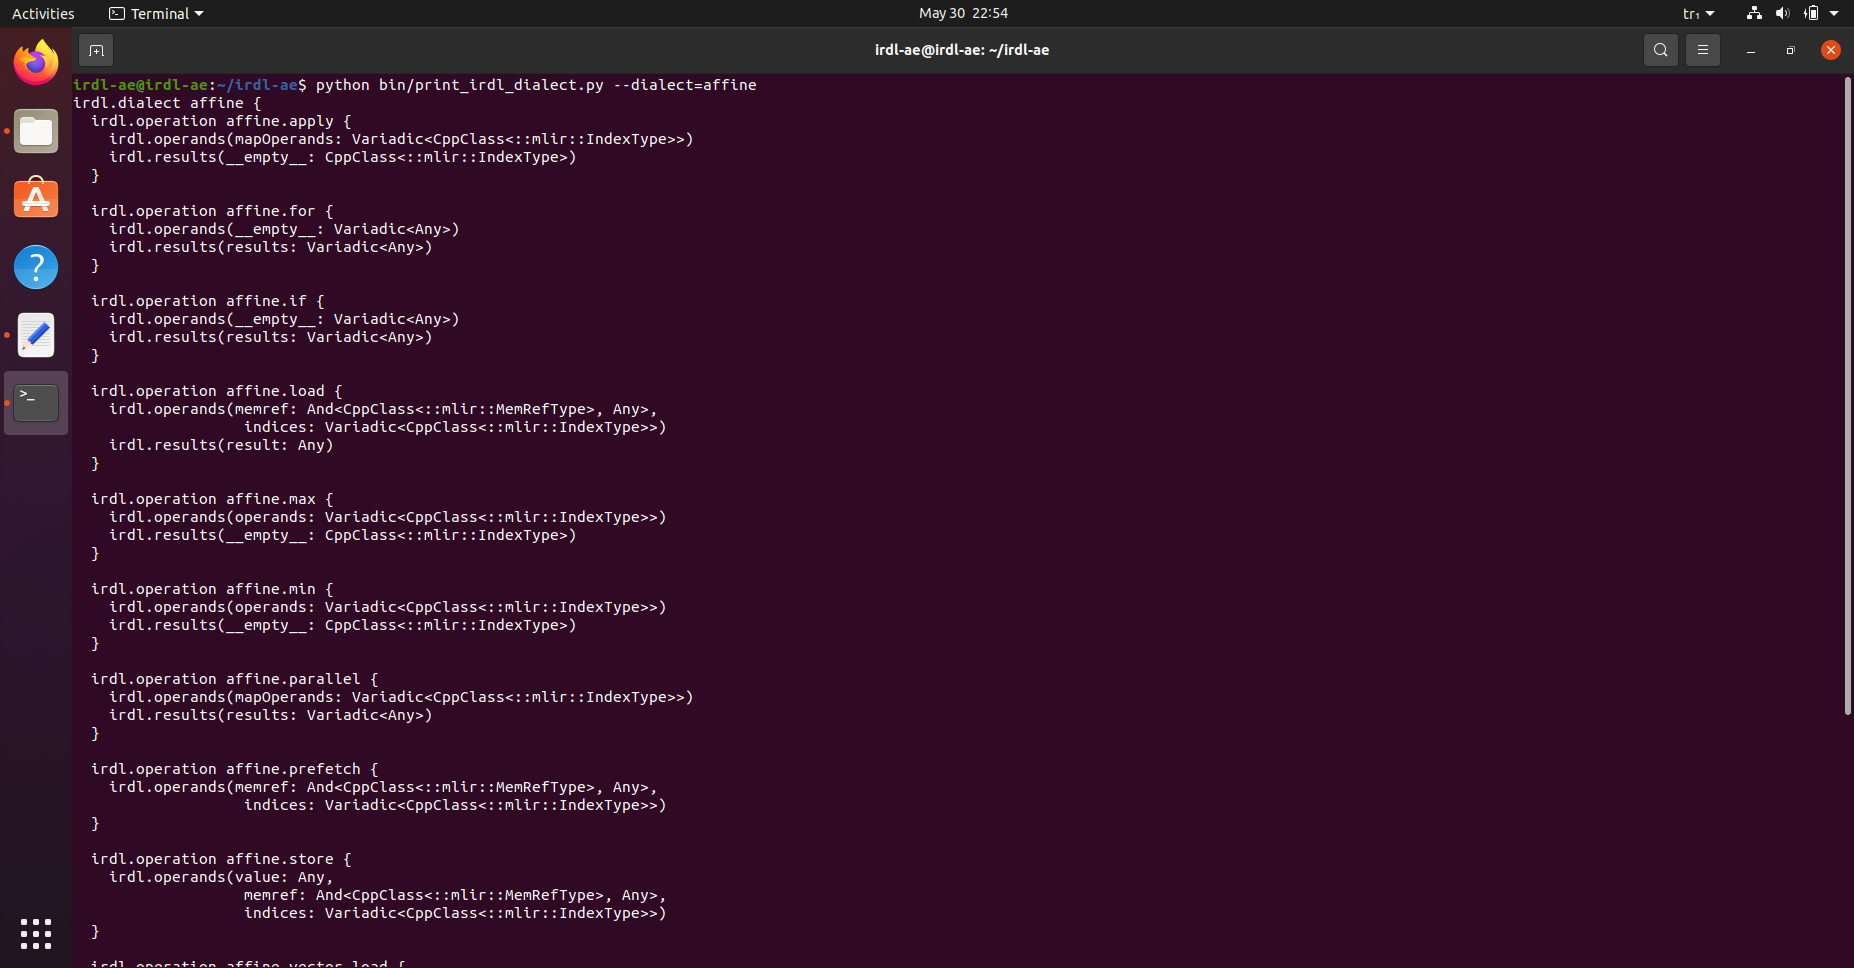 Activities
Terminal
May 30 22:54
tr₁
irdl-ae@irdl-ae: ~/irdl-ae
irdl-ae@irdl-ae:~/irdl-ae$ python bin/print_irdl_dialect.py --dialect=affine
irdl.dialect affine {
  irdl.operation affine.apply {
    irdl.operands(mapOperands: Variadic<CppClass<::mlir::IndexType>>)
    irdl.results(__empty__: CppClass<::mlir::IndexType>)
  }
  irdl.operation affine.for {
    irdl.operands(__empty__: Variadic<Any>)
    irdl.results(results: Variadic<Any>)
  }
  irdl.operation affine.if {
    irdl.operands(__empty__: Variadic<Any>)
    irdl.results(results: Variadic<Any>)
  }
  irdl.operation affine.load {
    irdl.operands(memref: And<CppClass<::mlir::MemRefType>, Any>,
                   indices: Variadic<CppClass<::mlir::IndexType>>)
    irdl.results(result: Any)
  }
  irdl.operation affine.max {
    irdl.operands(operands: Variadic<CppClass<::mlir::IndexType>>)
    irdl.results(__empty__: CppClass<::mlir::IndexType>)
  }
  irdl.operation affine.min {
    irdl.operands(operands: Variadic<CppClass<::mlir::IndexType>>)
    irdl.results(__empty__: CppClass<::mlir::IndexType>)
  }
  irdl.operation affine.parallel {
    irdl.operands(mapOperands: Variadic<CppClass<::mlir::IndexType>>)
    irdl.results(results: Variadic<Any>)
  }
  irdl.operation affine.prefetch {
    irdl.operands(memref: And<CppClass<::mlir::MemRefType>, Any>,
                   indices: Variadic<CppClass<::mlir::IndexType>>)
  }
  irdl.operation affine.store {
    irdl.operands(value: Any,
                   memref: And<CppClass<::mlir::MemRefType>, Any>,
                   indices: Variadic<CppClass<::mlir::IndexType>>)
  }
  irdl.operation affine.vector_load {